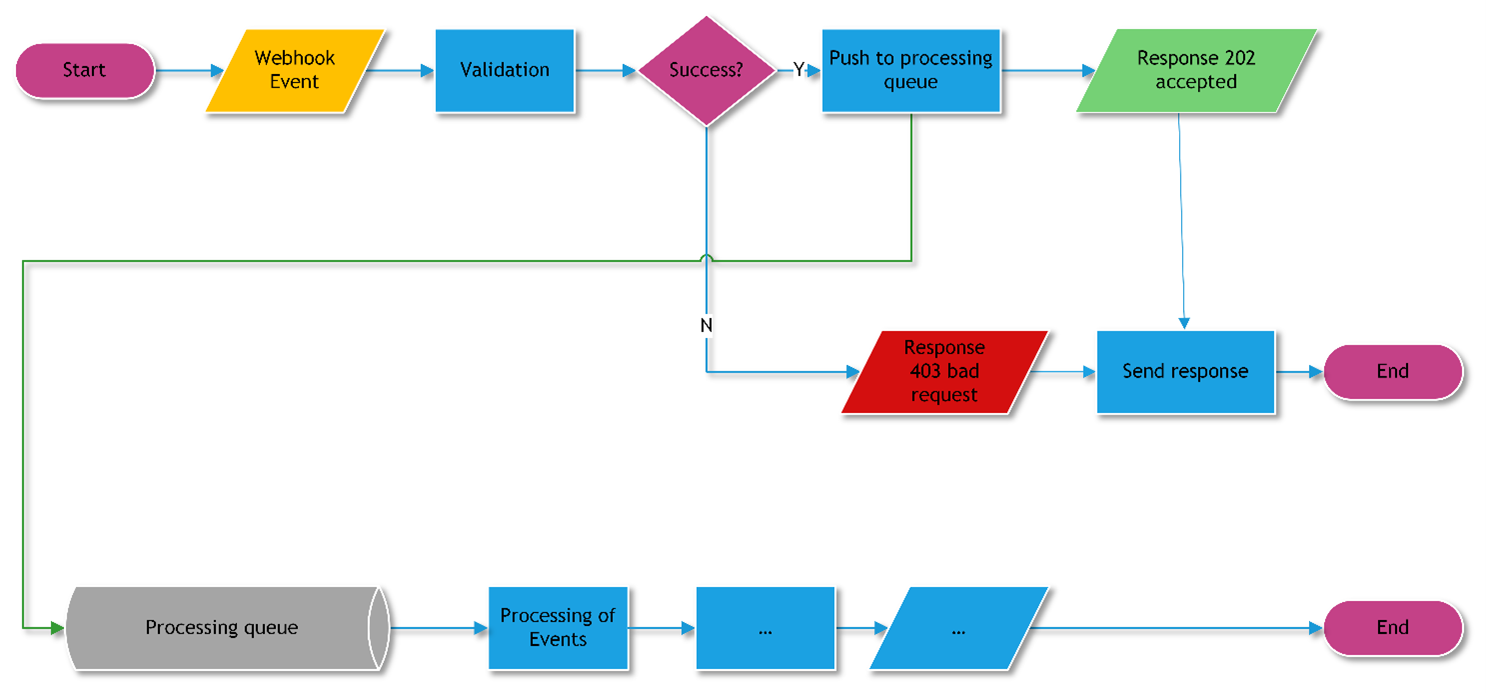 Start
Webhook
Event
Validation
Success?
Y
Push to processing
queue
Response 202
accepted
N
Response
403 bad
request
Send response
End
Processing queue
Processing of
Events
...
...
End